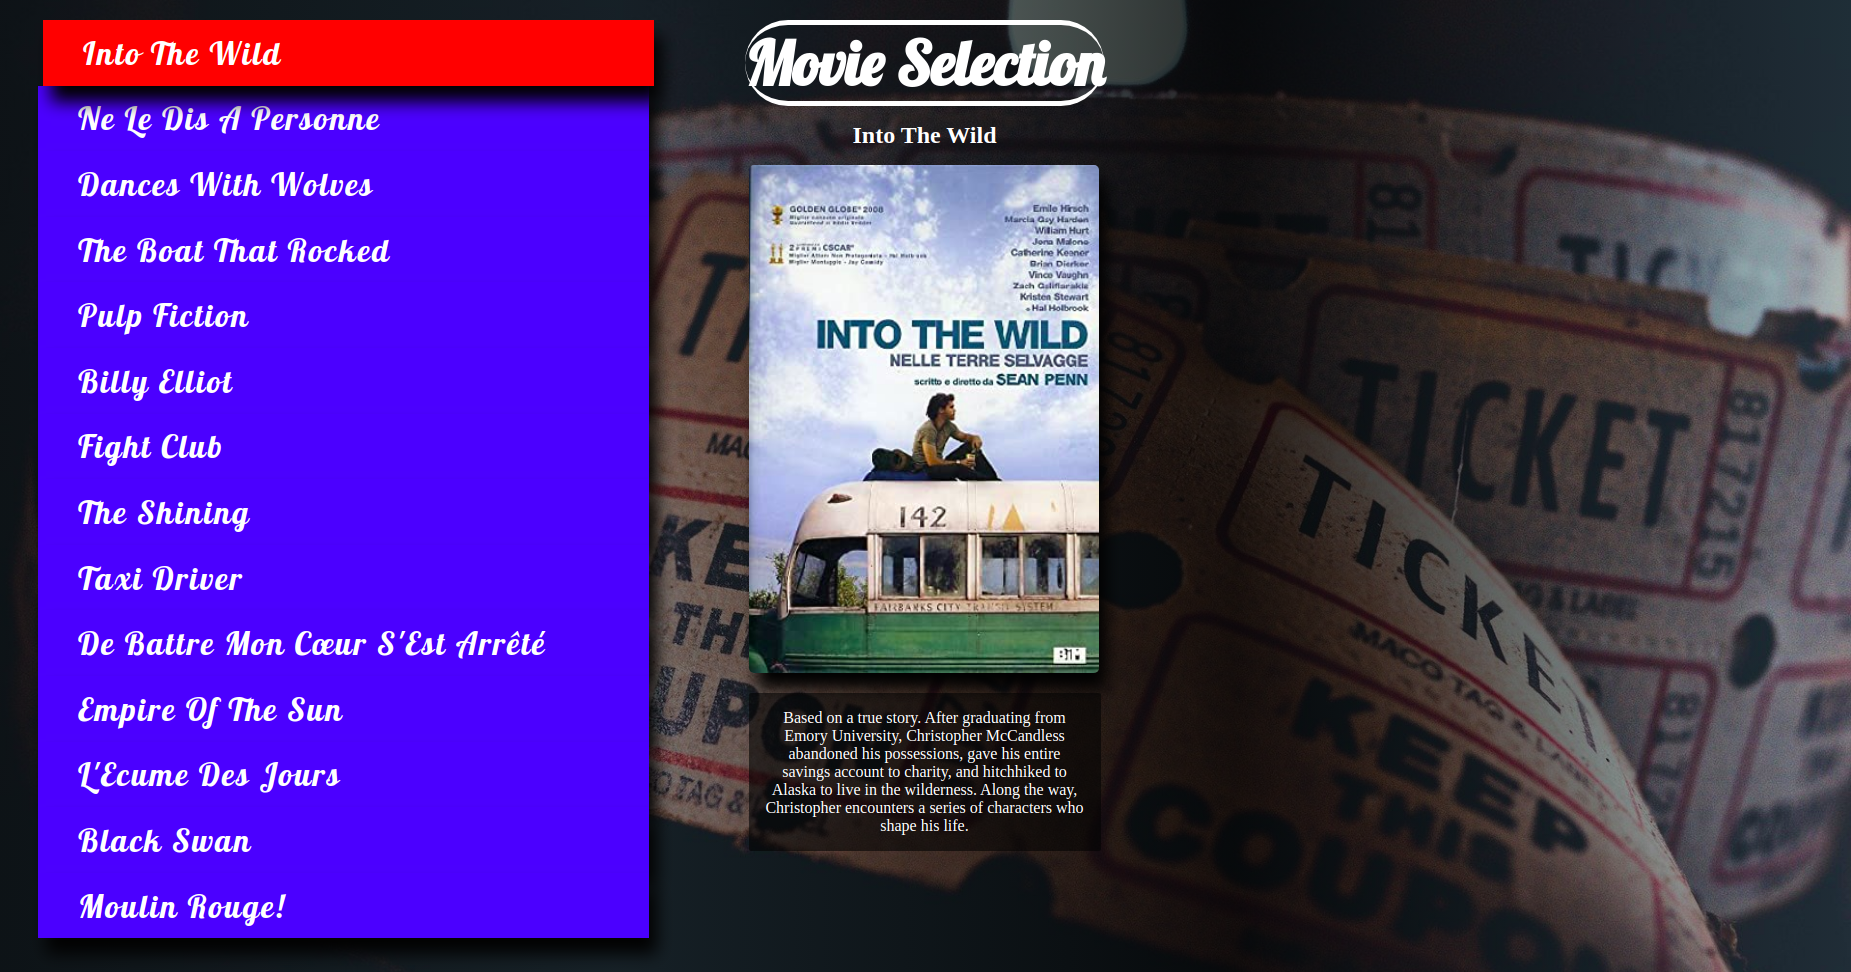 Into The Wild
Ne Le Dis A Personne
Dances With Wolves
The Boat That Rocked
Pulp Fiction
Billy Elliot
Fight Club
The Shining
Taxi Driver
De Battre Mon Cœur S'Est Arrêté
Empire Of The Sun
L'Ecume Des Jours
Black Swan
Moulin Rouge!
Movie Selection
Into The Wild
GOLDEN GLOBE® 2008
2 PREMI OSCAR®
Emile Hirsch
Marcia Gay Harden
William Hurt
Jena Malone
Catherine Keener
Brian Dierker
Vince Vaughn
Zach Galifianakis
Kristen Stewart
e Hal Holbrook
INTO THE WILD
NELLE TERRE SELVAGGE
scritto e diretto da SEAN PENN
142
FAIRBANKS CITY TRANSIT SYSTEM
Based on a true story. After graduating from
Emory University, Christopher McCandless
abandoned his possessions, gave his entire
savings account to charity, and hitchhiked to
Alaska to live in the wilderness. Along the way,
Christopher encounters a series of characters who
shape his life.
TICKET
817215
TICKET
MACO TAG & LABEL
KEEP
THIS
COUPON